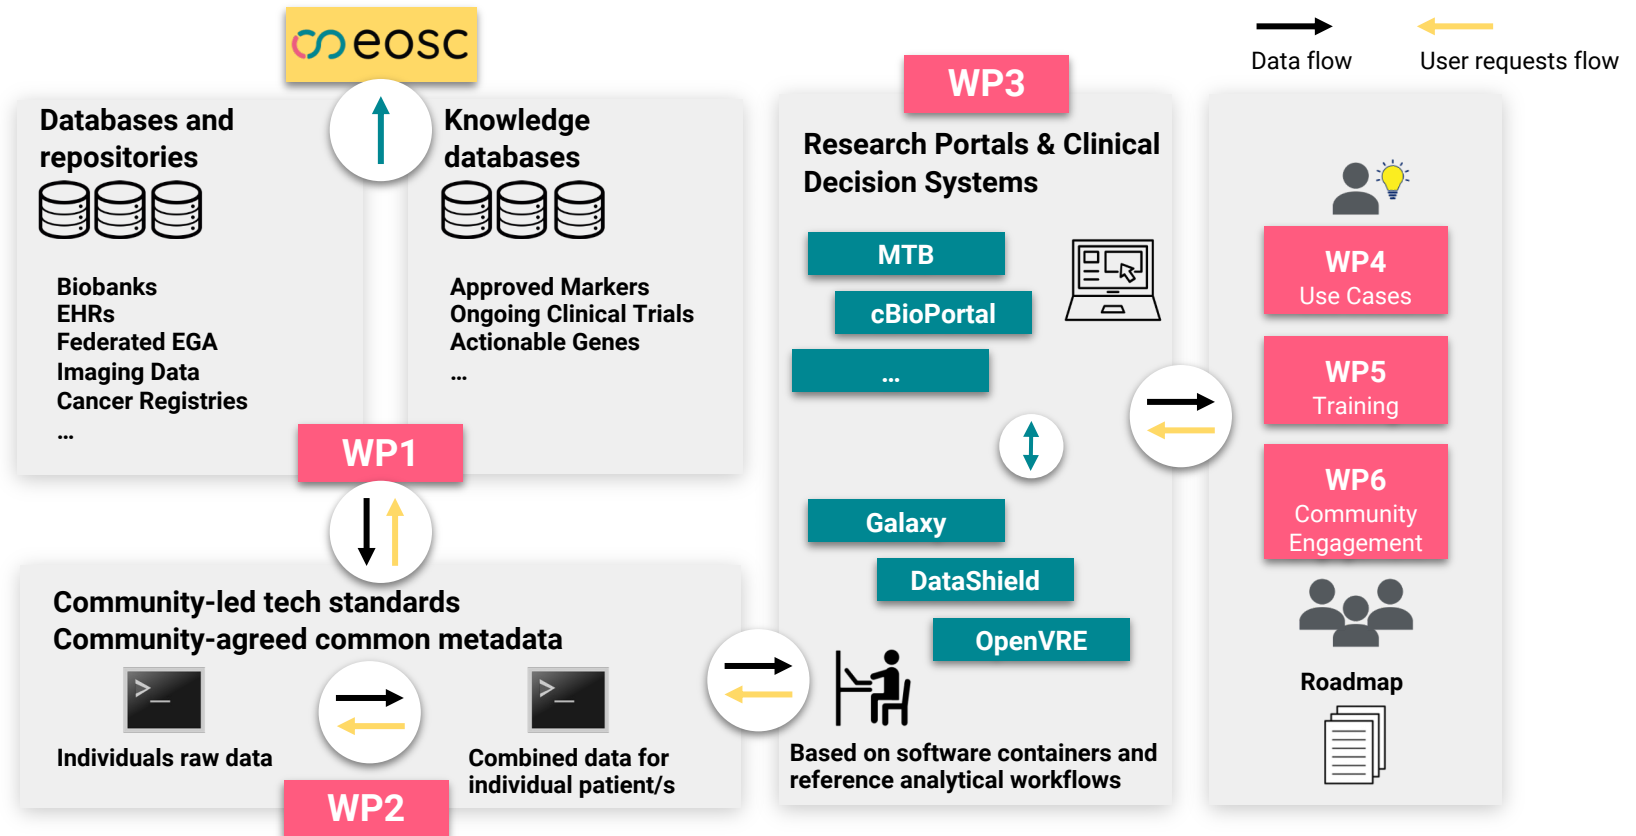 eosc
Data flow
User requests flow
Databases and
repositories
Biobanks
EHRs
Federated EGA
Imaging Data
Cancer Registries
...
Knowledge
databases
Approved Markers
Ongoing Clinical Trials
Actionable Genes
...
WP1
Community-led tech standards
Community-agreed common metadata
>_
Individuals raw data
>_
Combined data for
individual patient/s
WP2
WP3
Research Portals & Clinical
Decision Systems
MTB
cBioPortal
...
Galaxy
DataShield
OpenVRE
Based on software containers and
reference analytical workflows
WP4
Use Cases
WP5
Training
WP6
Community
Engagement
Roadmap